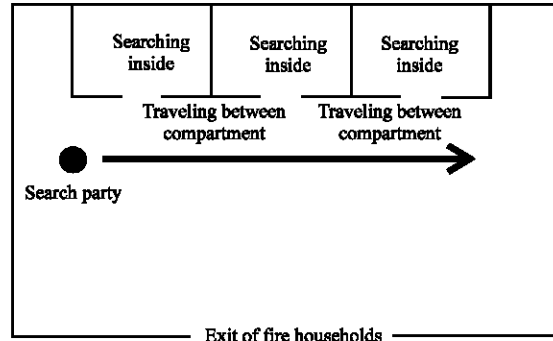 Searching
inside
Searching
inside
Searching
inside
Traveling between
compartment
Traveling between
compartment
Search party
Exit of fire households